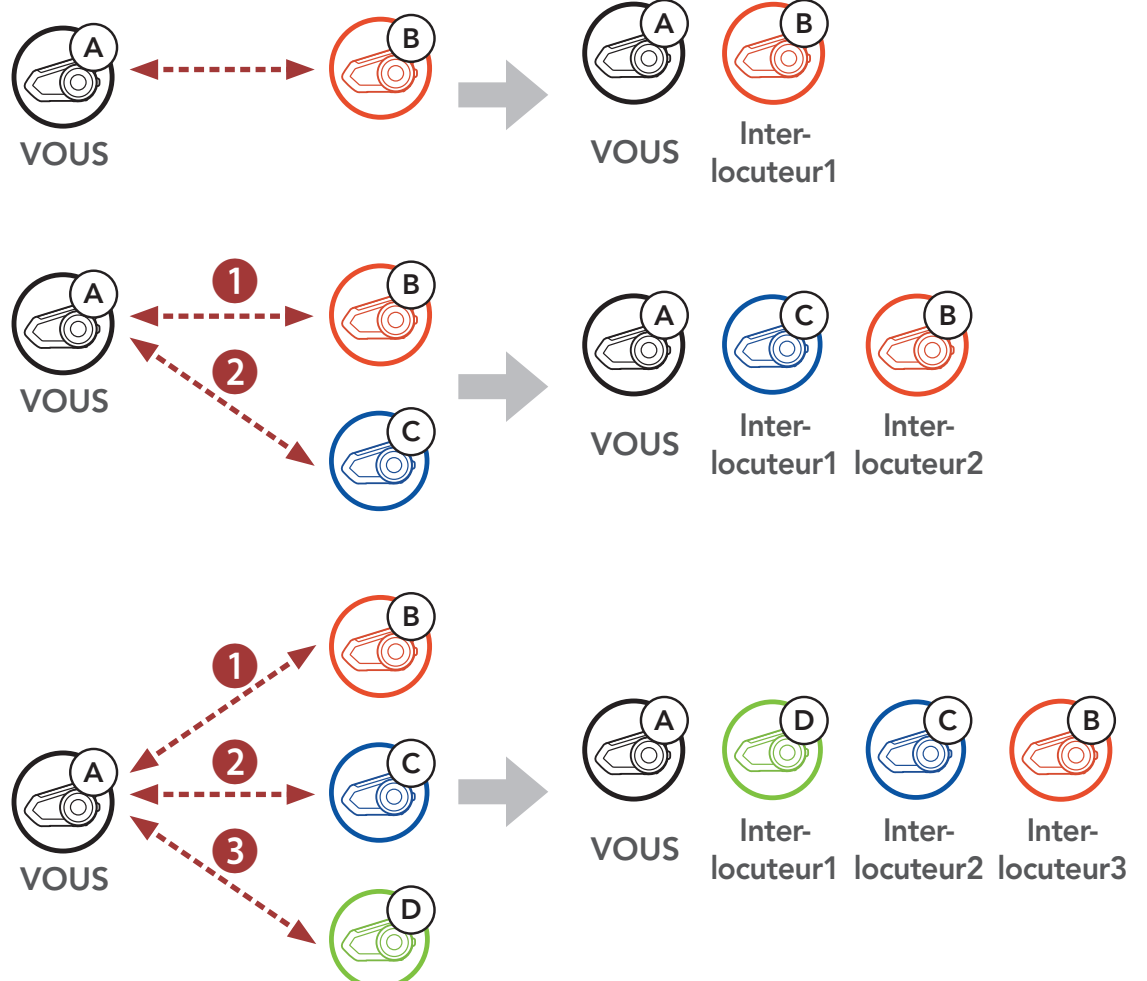 A
B
VOUS
A
B
VOUS
Inter-
locuteur1
A
1
B
2
VOUS
C
A
C
B
VOUS
Inter-
locuteur1
Inter-
locuteur2
B
1
A
2
C
VOUS
3
D
A
D
C
B
VOUS
Inter-
locuteur1
Inter-
locuteur2
Inter-
locuteur3